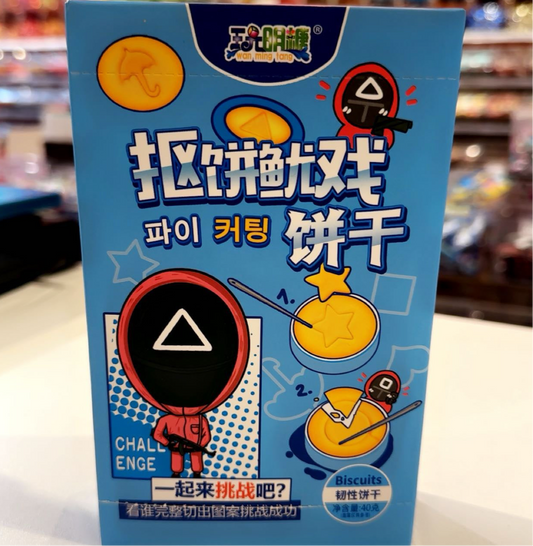 玩明糖®
wan ming tang
抠饼鱿戏
파이 커팅 饼干
1.
2.
CHALL
ENGE
一起来挑战吧?
看谁完整切出图案挑战成功
Biscuits
韧性饼干
净含量:40克